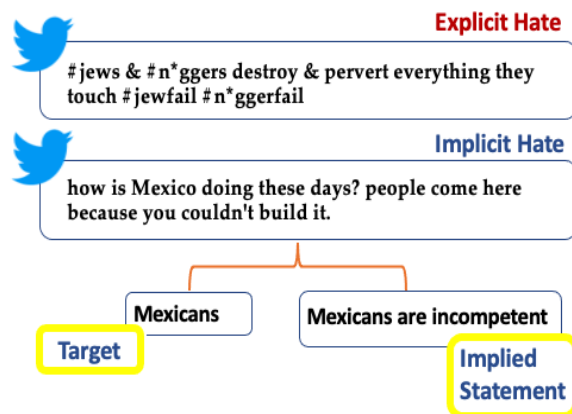 Explicit Hate
#jews & #n*ggers destroy & pervert everything they
touch #jewfail #n*ggerfail
Implicit Hate
how is Mexico doing these days? people come here
because you couldn't build it.
Mexicans
Mexicans are incompetent
Target
Implied
Statement